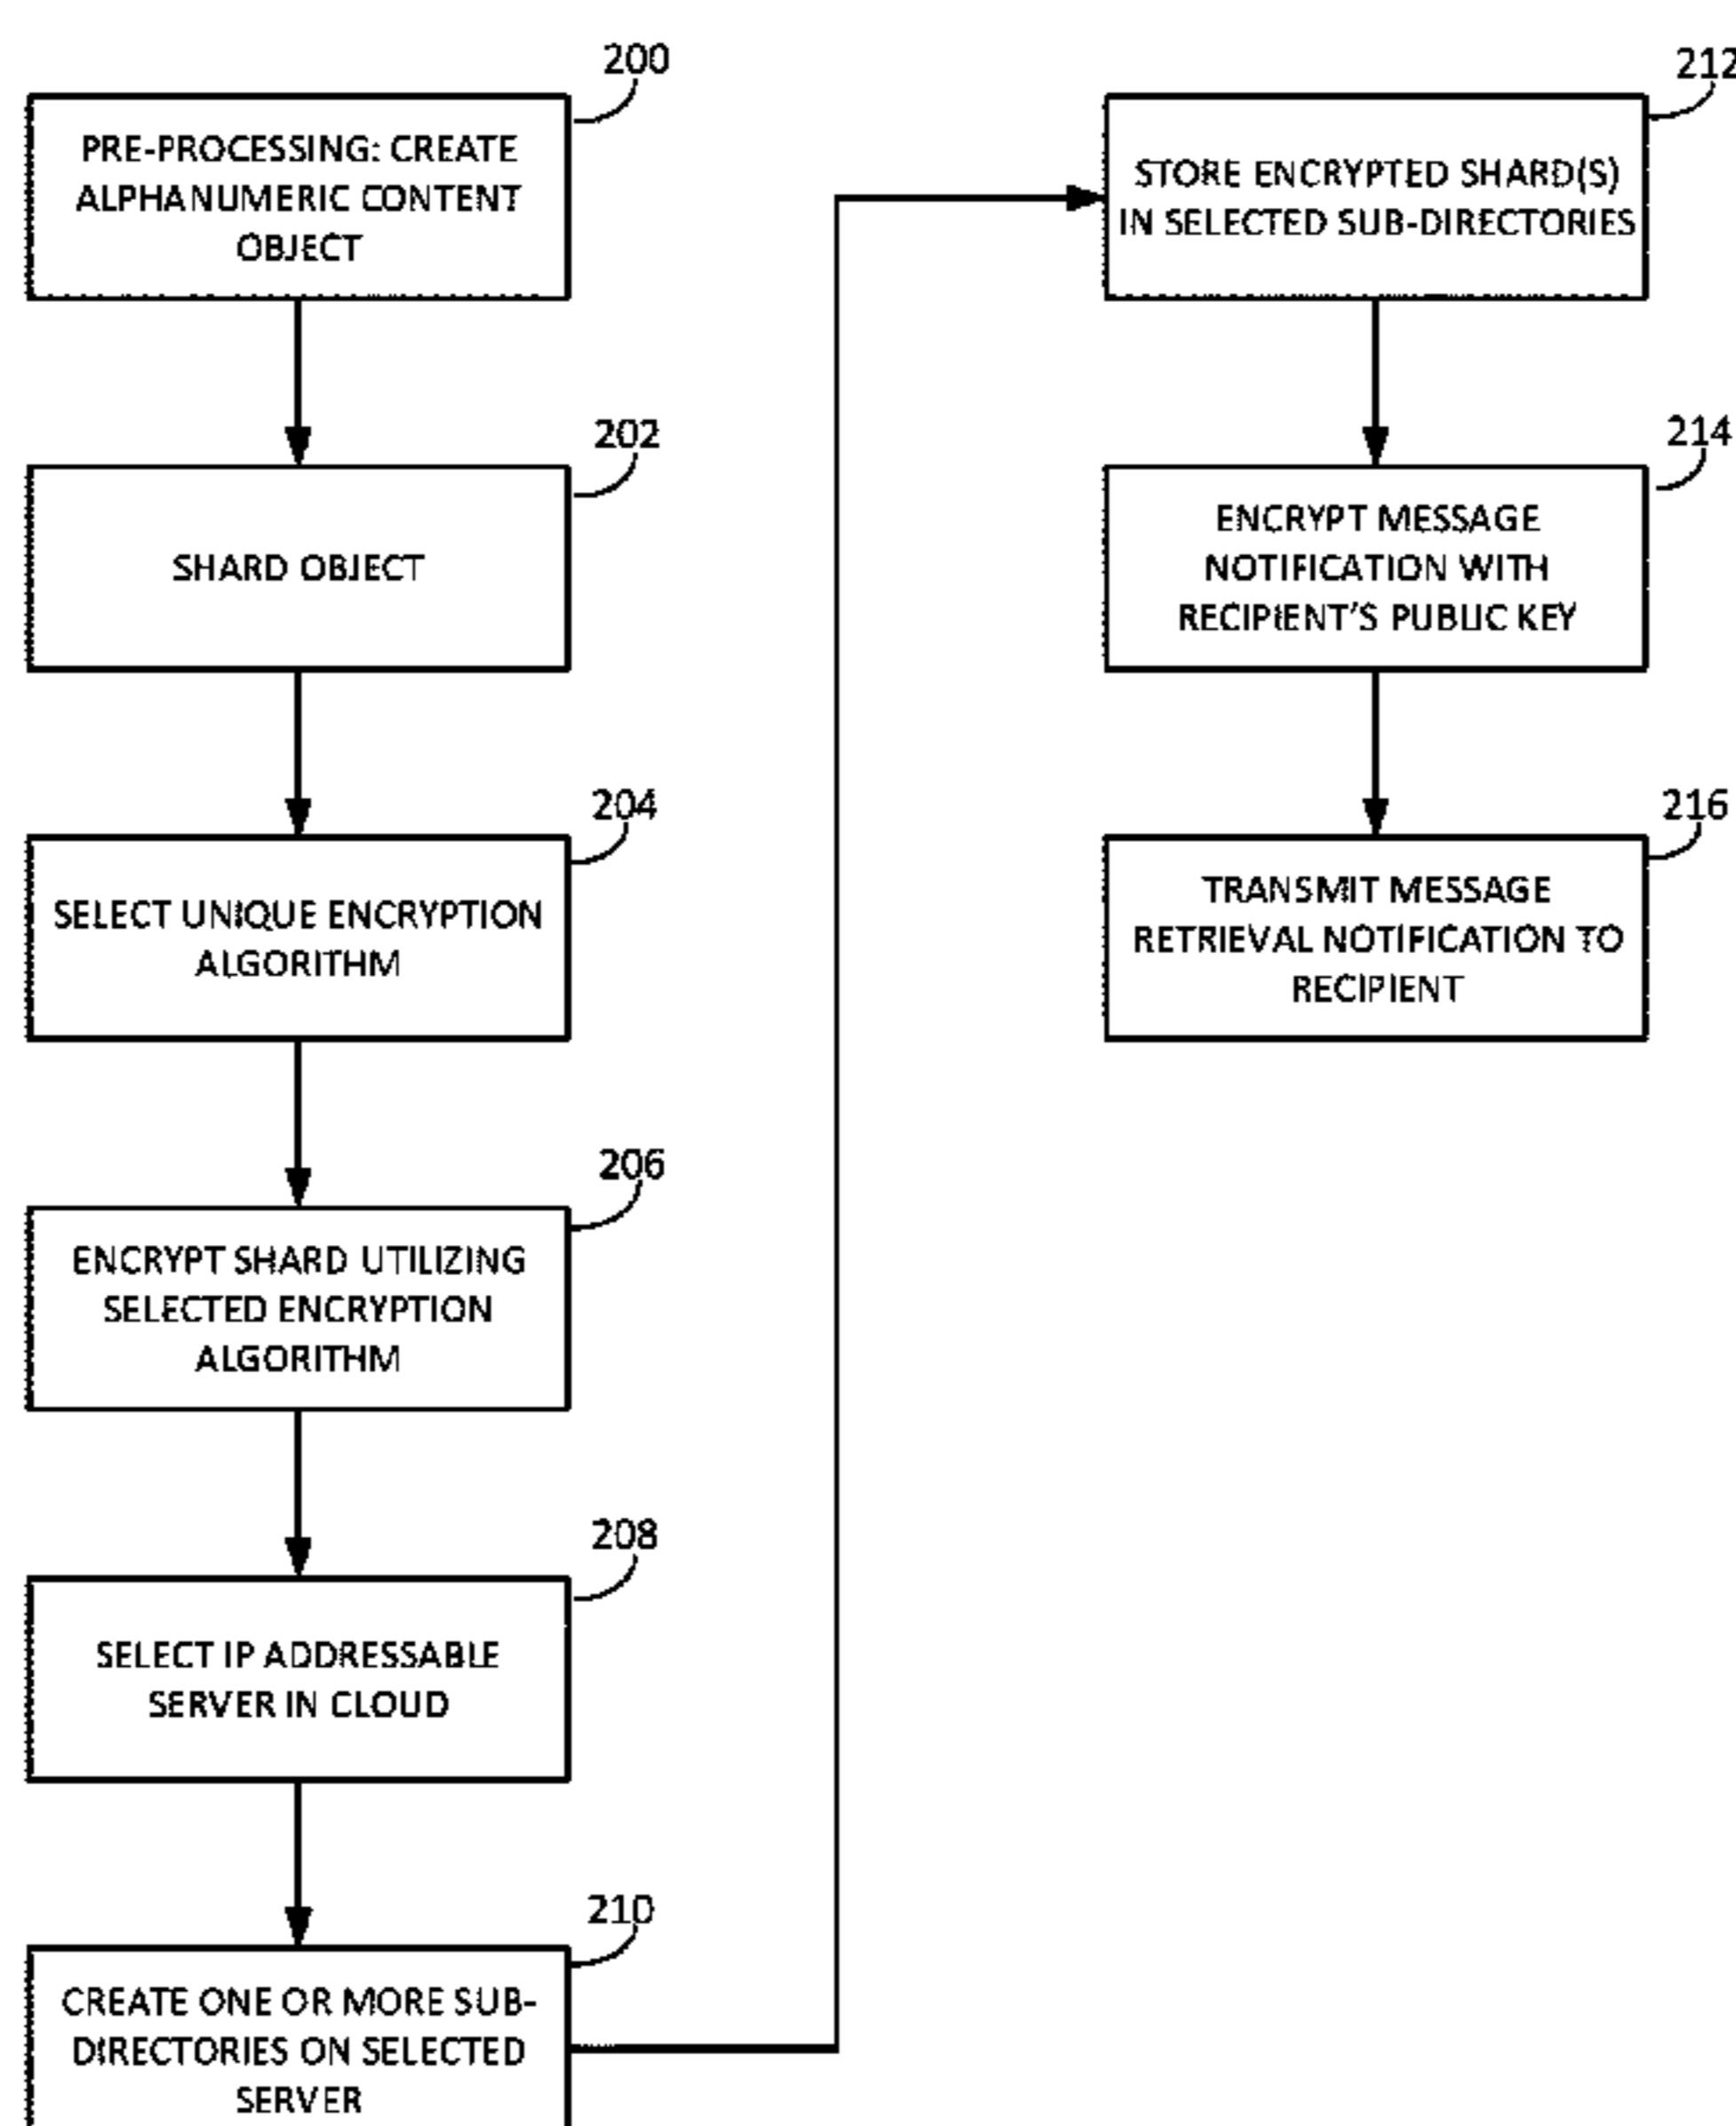 200
PRE-PROCESSING: CREATE
ALPHANUMERIC CONTENT
OBJECT
202
SHARD OBJECT
204
SELECT UNIQUE ENCRYPTION
ALGORITHM
206
ENCRYPT SHARD UTILIZING
SELECTED ENCRYPTION
ALGORITHM
208
SELECT IP ADDRESSABLE
SERVER IN CLOUD
210
CREATE ONE OR MORE SUB-
DIRECTORIES ON SELECTED
SERVER
212
STORE ENCRYPTED SHARD(S)
IN SELECTED SUB-DIRECTORIES
214
ENCRYPT MESSAGE
NOTIFICATION WITH
RECIPIENT'S PUBLIC KEY
216
TRANSMIT MESSAGE
RETRIEVAL NOTIFICATION TO
RECIPIENT